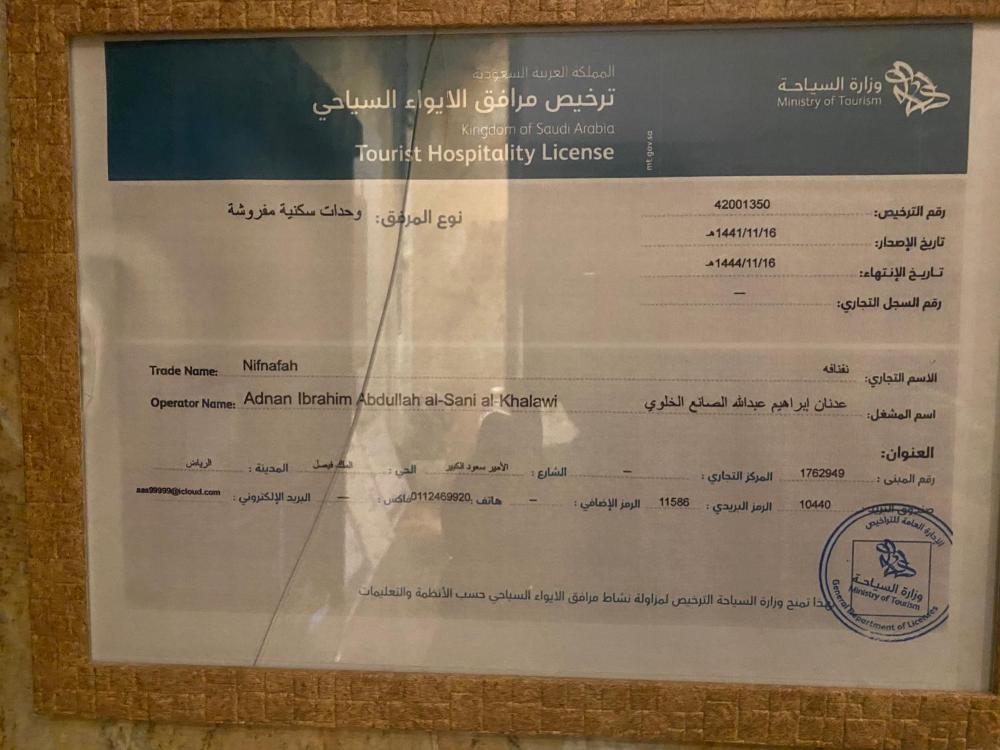 المملكة العربية السعودية
ترخيص مرافق الايواء السياحي
Kingdom of Saudi Arabia
Tourist Hospitality License
وزارة السياحة
Ministry of Tourism
mt.gov.sa
رقم الترخيص: 42001350
نوع المرفق: وحدات سكنية مفروشة
تاريخ الإصدار: 1441/11/16هـ
تاريخ الإنتهاء: 1444/11/16هـ
رقم السجل التجاري: —
الاسم التجاري: نفنافه
Trade Name: Nifnafah
اسم المشغل: عدنان إبراهيم عبدالله الصانع الخلوي
Operator Name: Adnan Ibrahim Abdullah al-Sani al-Khalawi
العنوان:
رقم المبنى : 1762949 المركز التجاري : — الشارع : الأمير سعود الكبير الحي : الملك فيصل المدينة : الرياض
صندوق البريد: 10440 الرمز البريدي : 11586 الرمز الإضافي : — هاتف : 0112469920 فاكس : — البريد الإلكتروني : aas99999@icloud.com
بهذا تمنح وزارة السياحة الترخيص لمزاولة نشاط مرافق الايواء السياحي حسب الأنظمة والتعليمات
الإدارة العامة للتراخيص
وزارة السياحة
Ministry of Tourism
General Department of Licenses